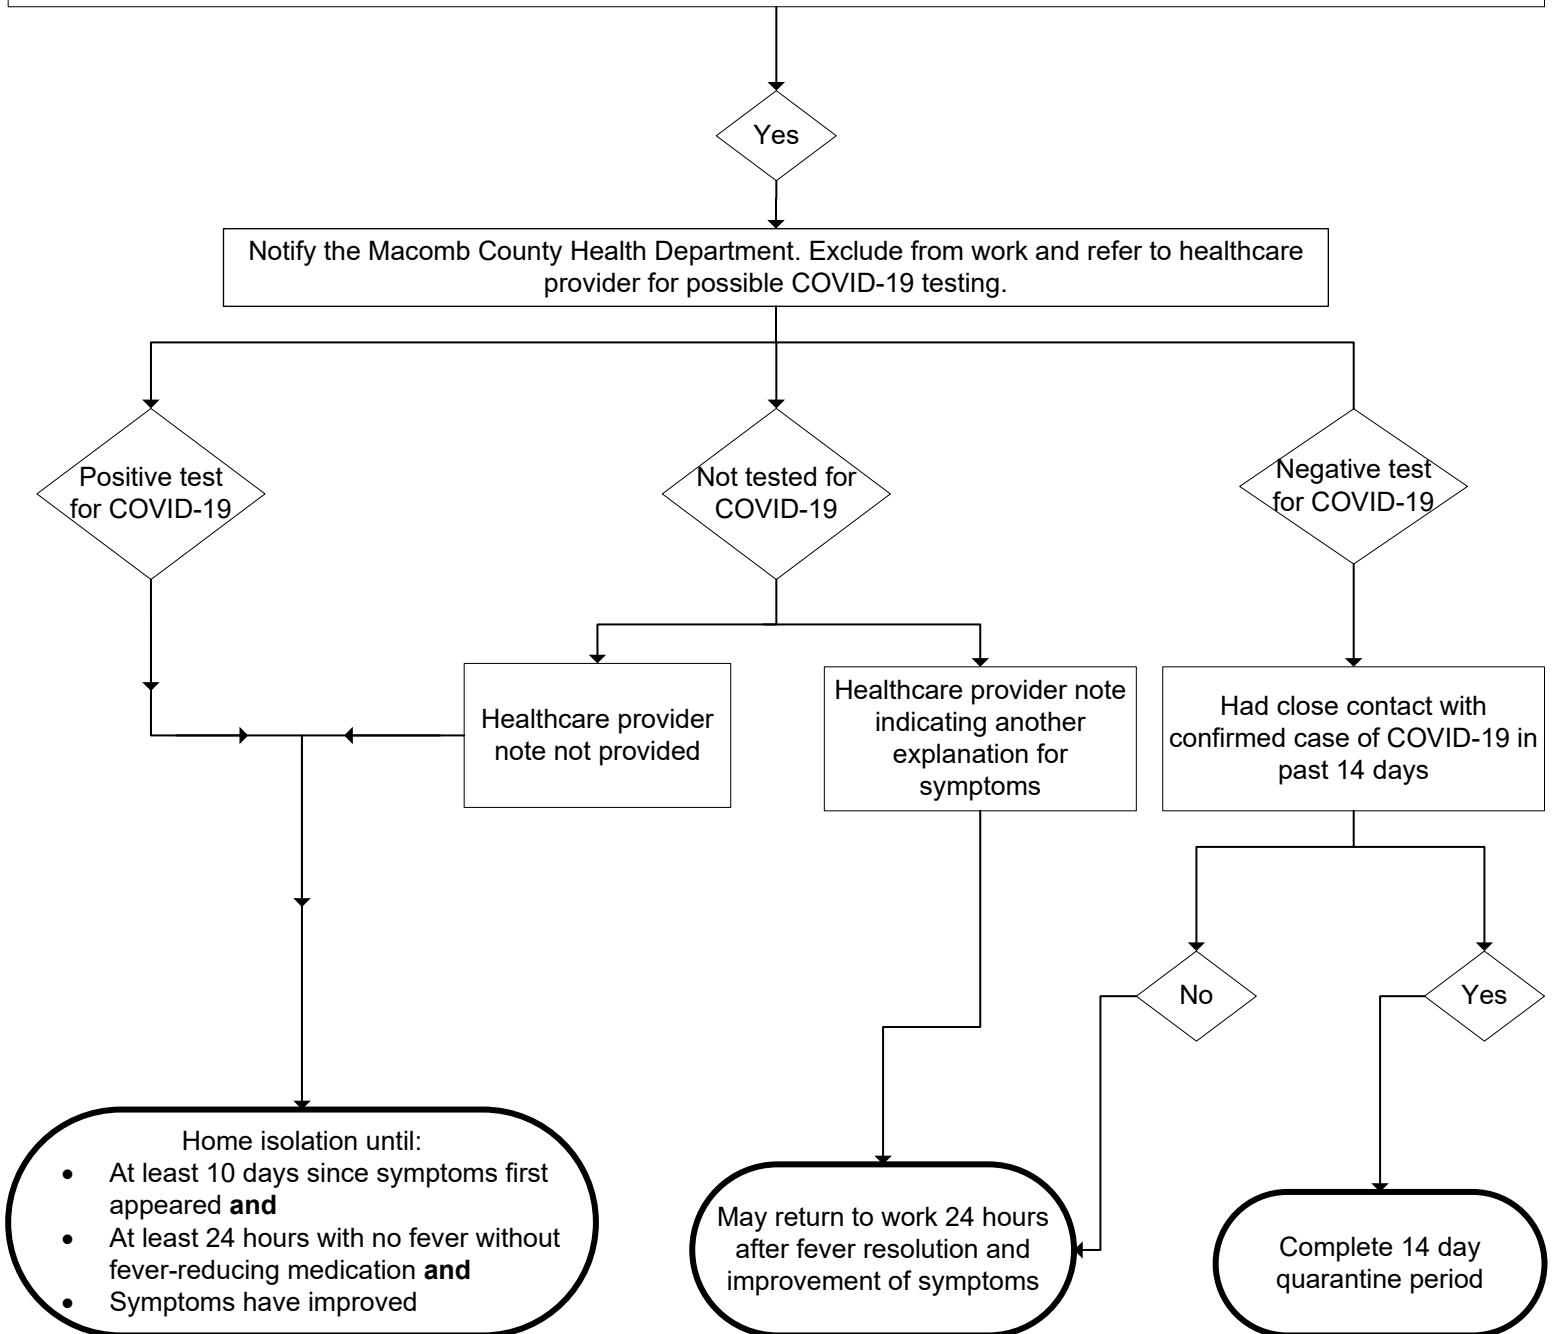 Yes
Notify the Macomb County Health Department. Exclude from work and refer to healthcare
provider for possible COVID-19 testing.
Positive test
for COVID-19
Not tested for
COVID-19
Negative test
for COVID-19
Healthcare provider
note not provided
Healthcare provider note
indicating another
explanation for
symptoms
Had close contact with
confirmed case of COVID-19 in
past 14 days
No
Yes
Home isolation until:
• At least 10 days since symptoms first
appeared and
• At least 24 hours with no fever without
fever-reducing medication and
• Symptoms have improved
May return to work 24 hours
after fever resolution and
improvement of symptoms
Complete 14 day
quarantine period